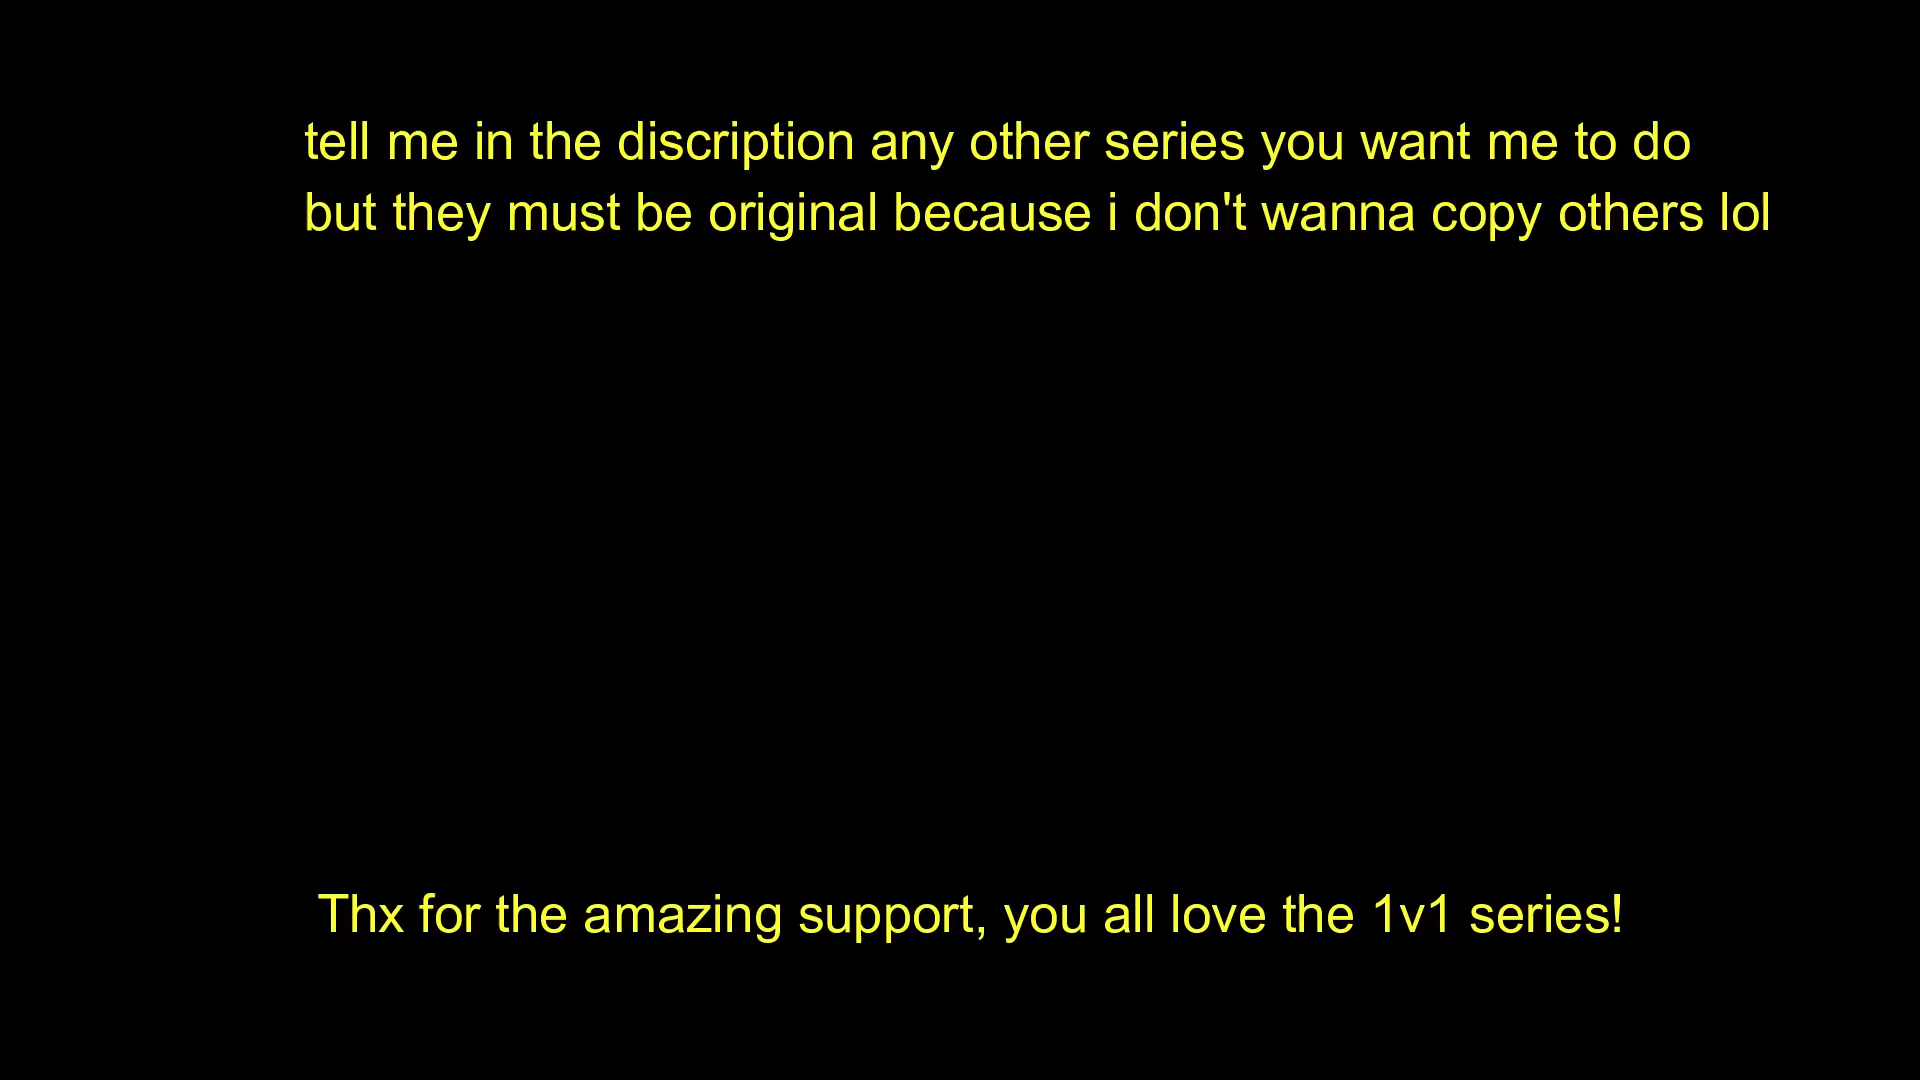 tell me in the discription any other series you want me to do
but they must be original because i don't wanna copy others lol
Thx for the amazing support, you all love the 1v1 series!